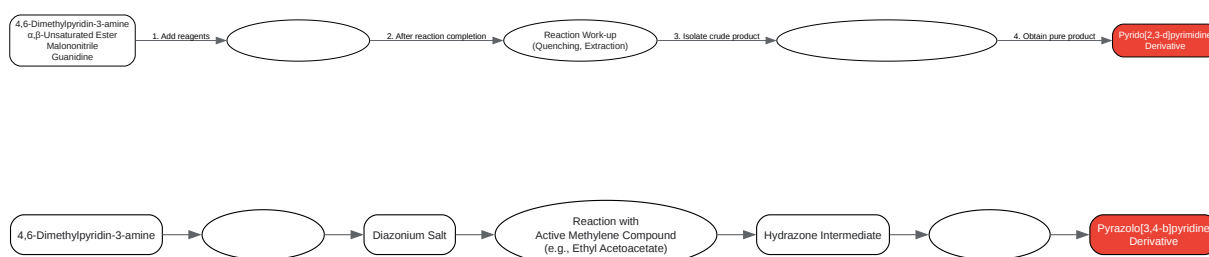 4,6-Dimethylpyridin-3-amine
α,β-Unsaturated Ester
Malononitrile
Guanidine
1. Add reagents
2. After reaction completion
Reaction Work-up
(Quenching, Extraction)
3. Isolate crude product
4. Obtain pure product
Pyrido[2,3-d]pyrimidine
Derivative
4,6-Dimethylpyridin-3-amine
Diazonium Salt
Reaction with
Active Methylene Compound
(e.g., Ethyl Acetoacetate)
Hydrazone Intermediate
Pyrazolo[3,4-b]pyridine
Derivative